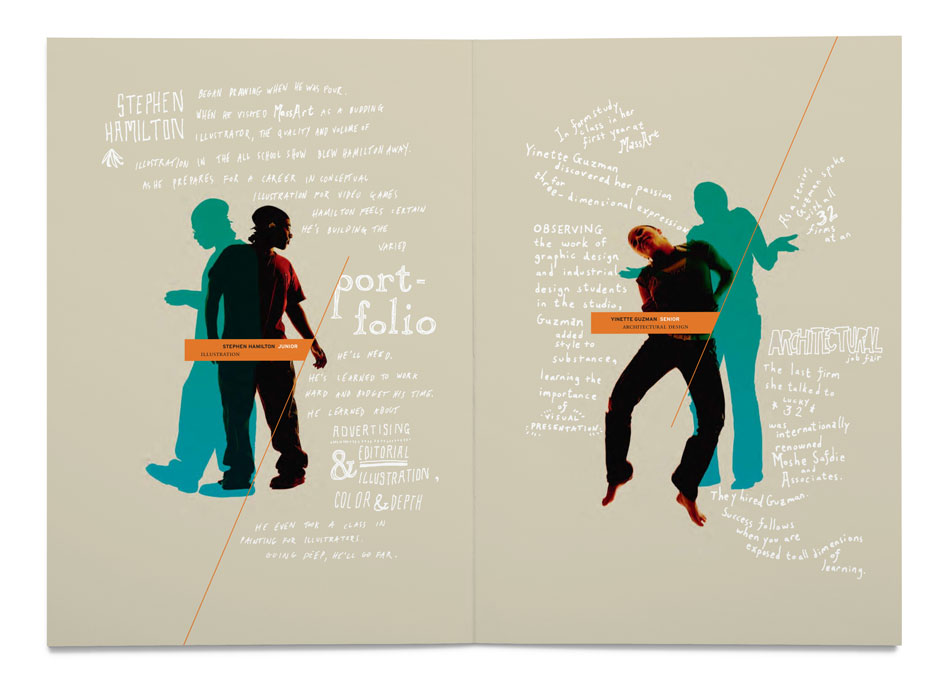 STEPHEN
HAMILTON
BEGAN DRAWING WHEN HE WAS FOUR.
WHEN HE VISITED MassArt AS A BUDDING
ILLUSTRATOR, THE QUALITY AND VOLUME OF
ILLUSTRATION IN THE ALL SCHOOL SHOW BLEW HAMILTON AWAY.
AS HE PREPARES FOR A CAREER IN CONCEPTUAL
ILLUSTRATION FOR VIDEO GAMES
HAMILTON FEELS CERTAIN
HE'S BUILDING THE
VARIED
port-
folio
STEPHEN HAMILTON JUNIOR
ILLUSTRATION
HE'LL NEED.
HE'S LEARNED TO WORK
HARD AND BUDGET HIS TIME.
HE LEARNED ABOUT
ADVERTISING
& EDITORIAL
ILLUSTRATION,
COLOR & DEPTH
HE EVEN TOOK A CLASS IN
PAINTING FOR ILLUSTRATORS.
GOING DEEP, HE'LL GO FAR.
In form study
class in her
first year at
MassArt
Yinette Guzman
discovered her passion
for
three-dimensional expression
OBSERVING
the work of
graphic design
and industrial
design students
in the studio,
Guzman
added
style to
substance,
learning the
importance
of
VISUAL
PRESENTATION.
YINETTE GUZMAN SENIOR
ARCHITECTURAL DESIGN
As a senior,
Guzman spoke
with all
32
firms
at an
ARCHITECTURAL
job fair
The last firm
she talked to
* LUCKY *
32
was
internationally
renowned
Moshe Safdie
and
Associates.
They hired Guzman.
Success follows
when you are
exposed to all dimensions
of
learning.